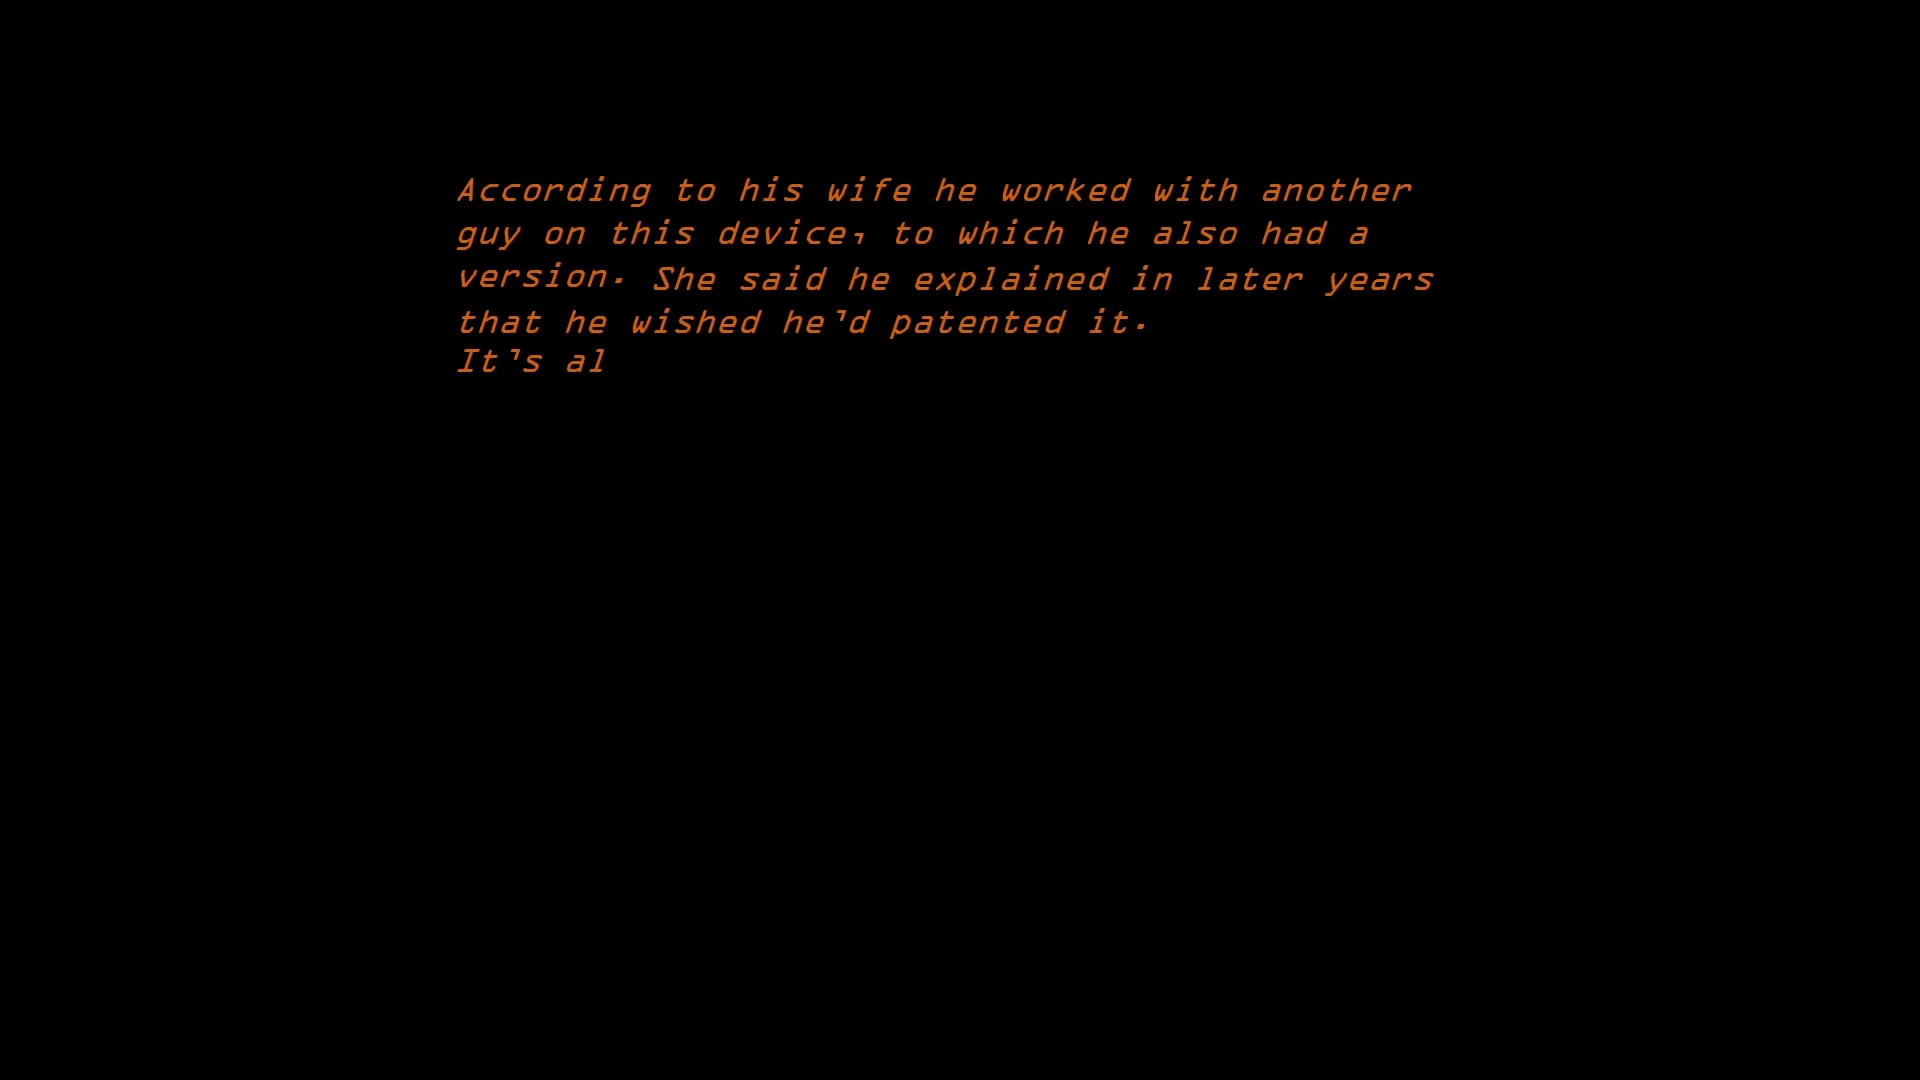 According to his wife he worked with another
guy on this device, to which he also had a
version. She said he explained in later years
that he wished he'd patented it.
It's al